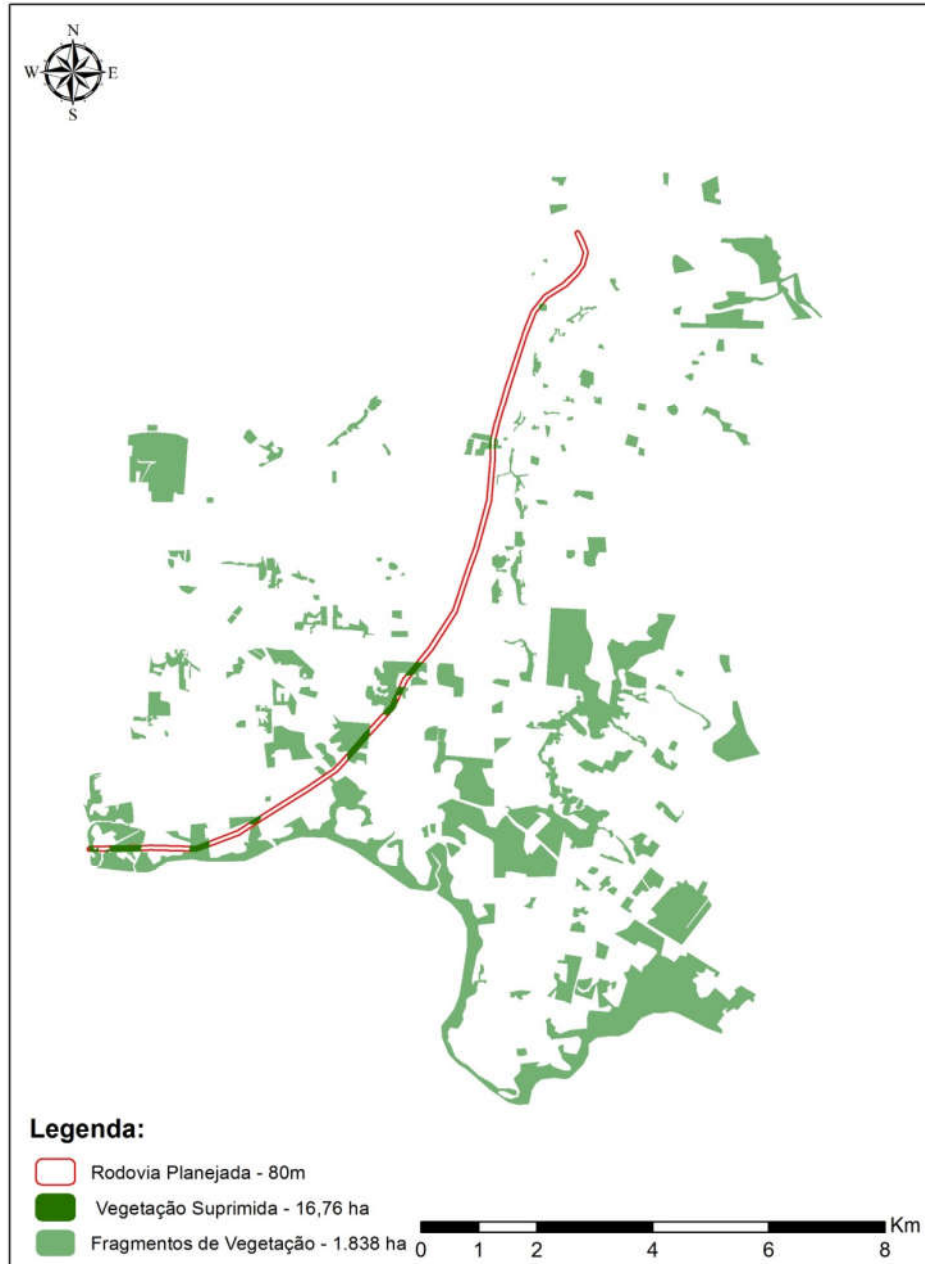 N
W E
S
Legenda:
Rodovia Planejada - 80m
Vegetação Suprimida - 16,76 ha
Fragmentos de Vegetação - 1.838 ha
Km
0 1 2 4 6 8